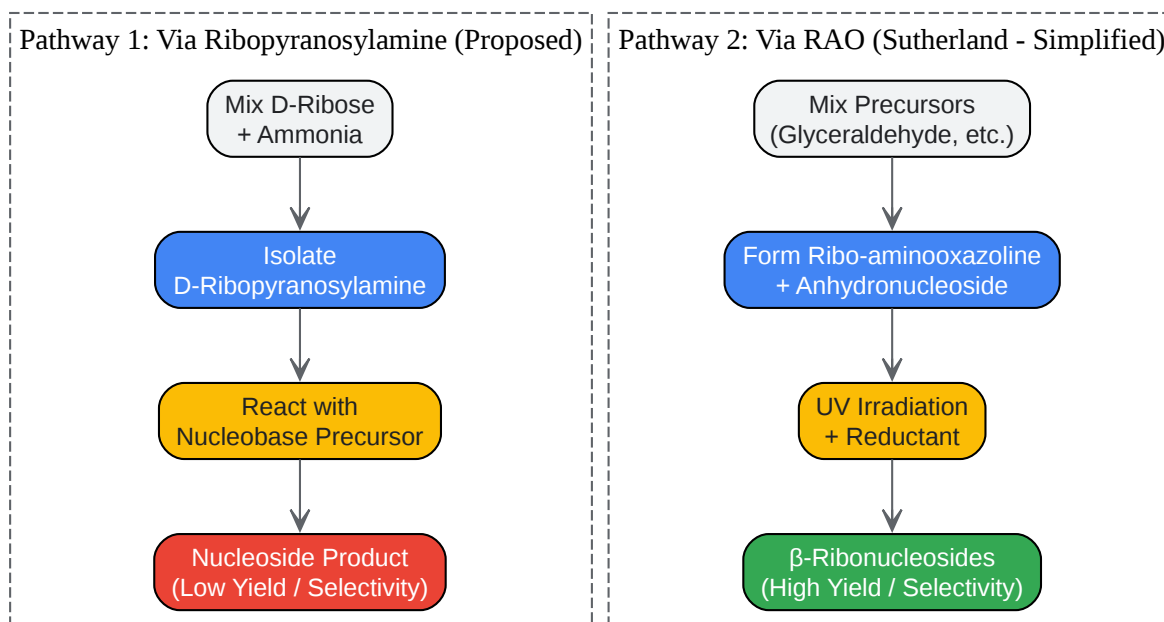 Pathway 1: Via Ribopyranosylamine (Proposed)
Mix D-Ribose
+ Ammonia
Isolate
D-Ribopyranosylamine
React with
Nucleobase Precursor
Nucleoside Product
(Low Yield / Selectivity)
Pathway 2: Via RAO (Sutherland - Simplified)
Mix Precursors
(Glyceraldehyde, etc.)
Form Ribo-aminooxazoline
+ Anhydronucleoside
UV Irradiation
+ Reductant
β-Ribonucleosides
(High Yield / Selectivity)